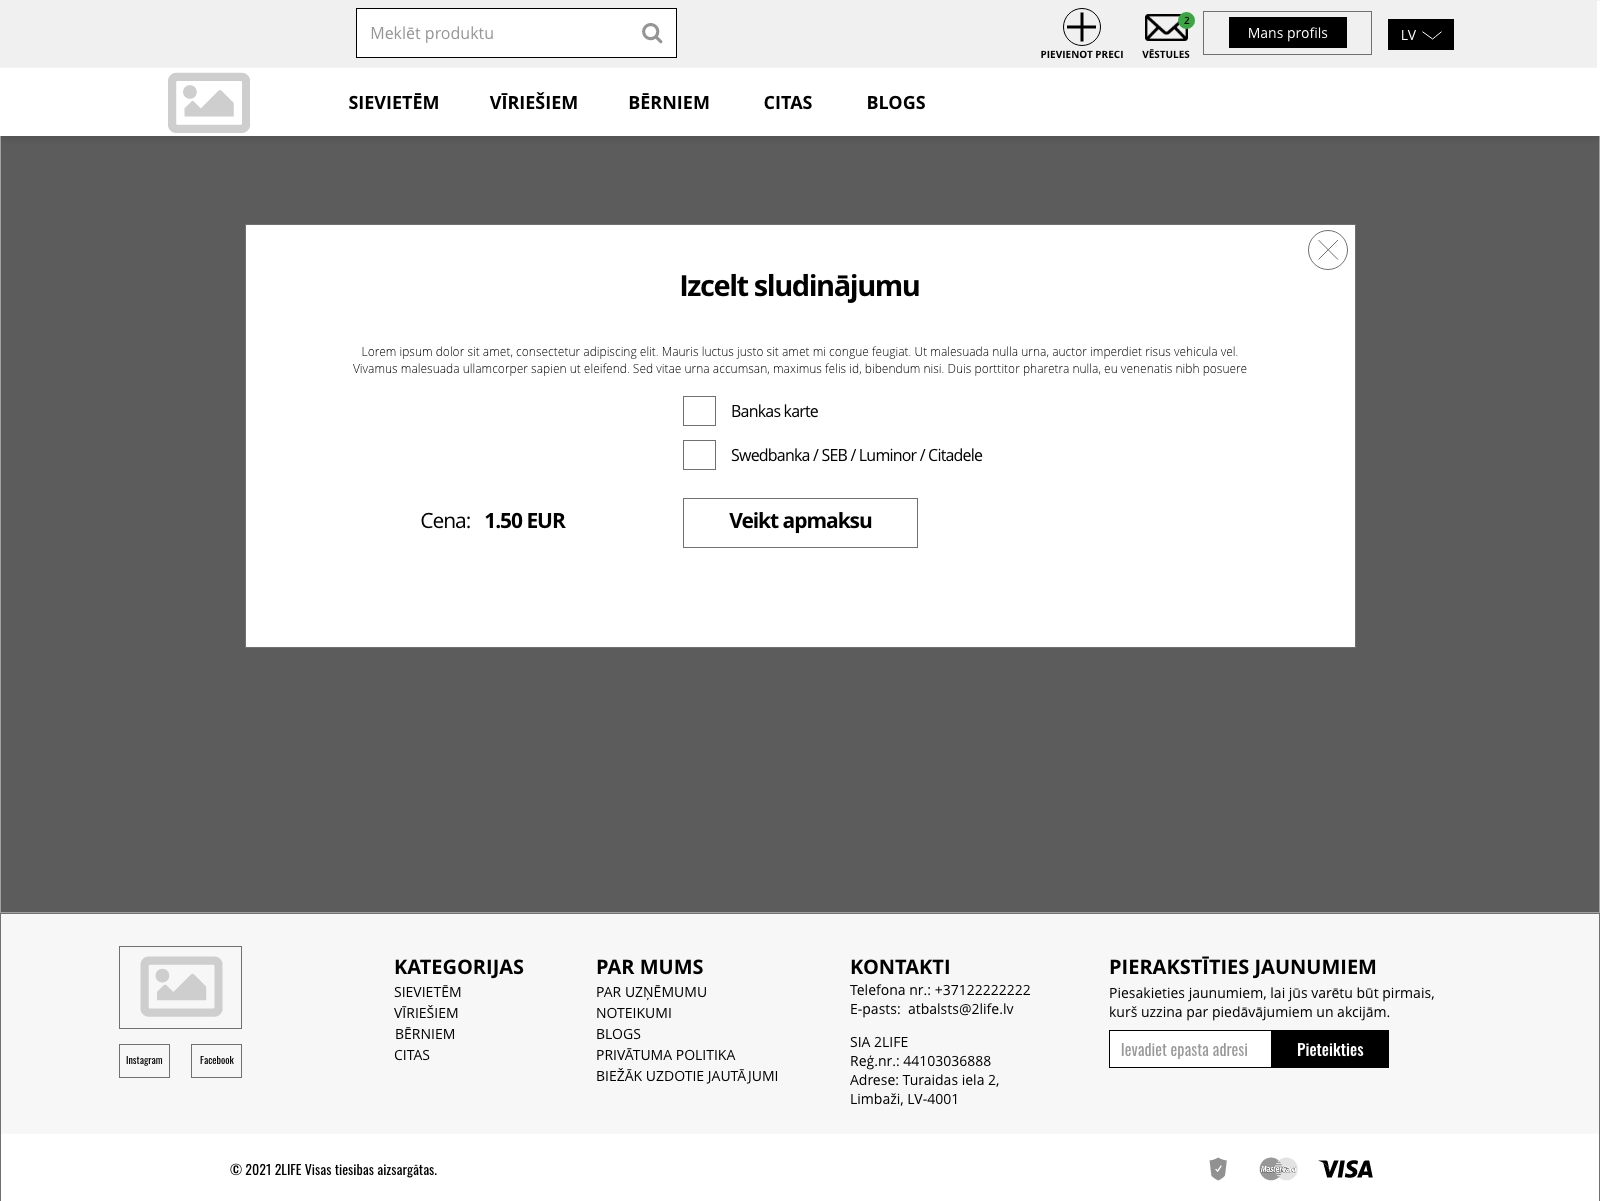 Meklēt produktu
PIEVIENOT PRECI
2
VĒSTULES
Mans profils
LV
SIEVIETĒM
VĪRIEŠIEM
BĒRNIEM
CITAS
BLOGS
Izcelt sludinājumu
Lorem ipsum dolor sit amet, consectetur adipiscing elit. Mauris luctus justo sit amet mi congue feugiat. Ut malesuada nulla urna, auctor imperdiet risus vehicula vel.
Vivamus malesuada ullamcorper sapien ut eleifend. Sed vitae urna accumsan, maximus felis id, bibendum nisi. Duis porttitor pharetra nulla, eu venenatis nibh posuere
Bankas karte
Swedbanka / SEB / Luminor / Citadele
Cena: 1.50 EUR
Veikt apmaksu
Instagram
Facebook
KATEGORIJAS
SIEVIETĒM
VĪRIEŠIEM
BĒRNIEM
CITAS
PAR MUMS
PAR UZŅĒMUMU
NOTEIKUMI
BLOGS
PRIVĀTUMA POLITIKA
BIEŽĀK UZDOTIE JAUTĀJUMI
KONTAKTI
Telefona nr.: +37122222222
E-pasts: atbalsts@2life.lv
SIA 2LIFE
Reģ.nr.: 44103036888
Adrese: Turaidas iela 2,
Limbaži, LV-4001
PIERAKSTĪTIES JAUNUMIEM
Piesakieties jaunumiem, lai jūs varētu būt pirmais,
kurš uzzina par piedāvājumiem un akcijām.
Ievadiet epasta adresi
Pieteikties
© 2021 2LIFE Visas tiesības aizsargātas.
MasterCard
VISA